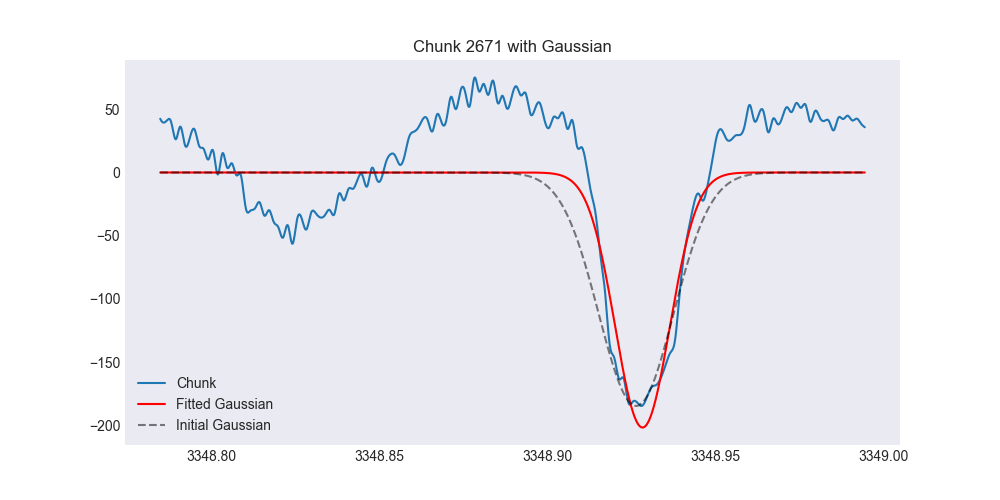 Chunk 2671 with Gaussian
50
0
−50
−100
−150
−200
Chunk
Fitted Gaussian
Initial Gaussian
3348.80 3348.85 3348.90 3348.95 3349.00